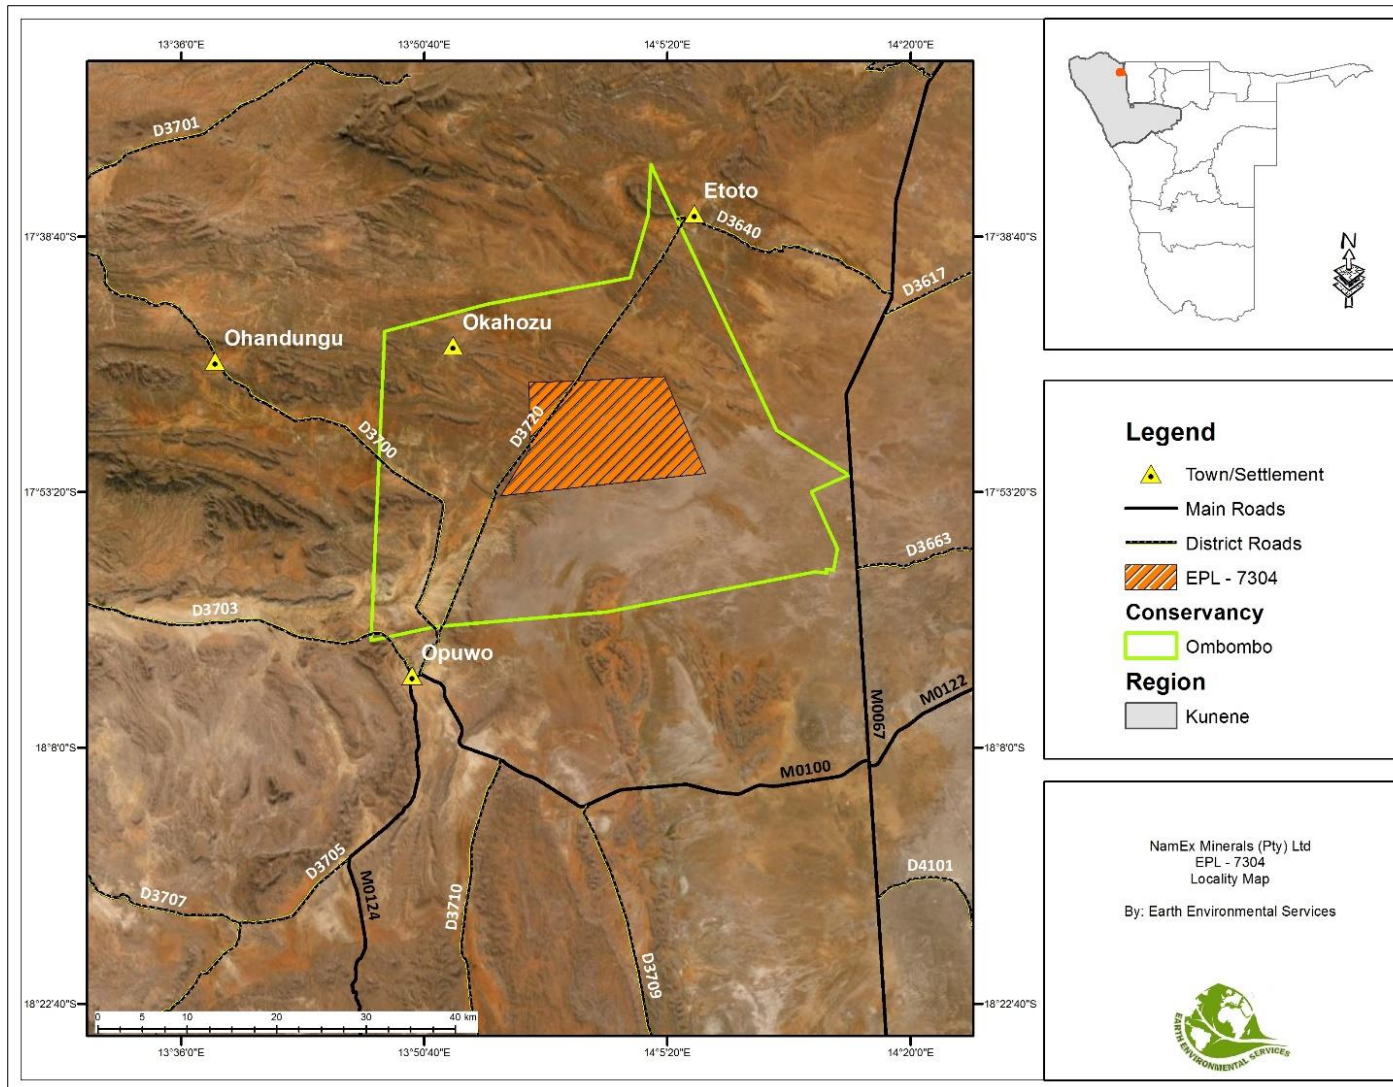 13°36'0"E
13°50'40"E
14°5'20"E
14°20'0"E
D3701
Etoto
17°38'40"S
D3640
17°38'40"S
D3617
Okahozu
Ohandungu
D3700
D3720
17°53'20"S
17°53'20"S
D3663
D3703
Opuwo
M0122
M0067
18°8'0"S
18°8'0"S
M0100
D3705
D4101
D3707
M0124
D3710
D3709
18°22'40"S
18°22'40"S
0 5 10 20 30 40 km
13°36'0"E
13°50'40"E
14°5'20"E
14°20'0"E
N
Legend
Town/Settlement
Main Roads
District Roads
EPL - 7304
Conservancy
Ombombo
Region
Kunene
NamEx Minerals (Pty) Ltd
EPL - 7304
Locality Map
By: Earth Environmental Services
EARTH ENVIRONMENTAL SERVICES